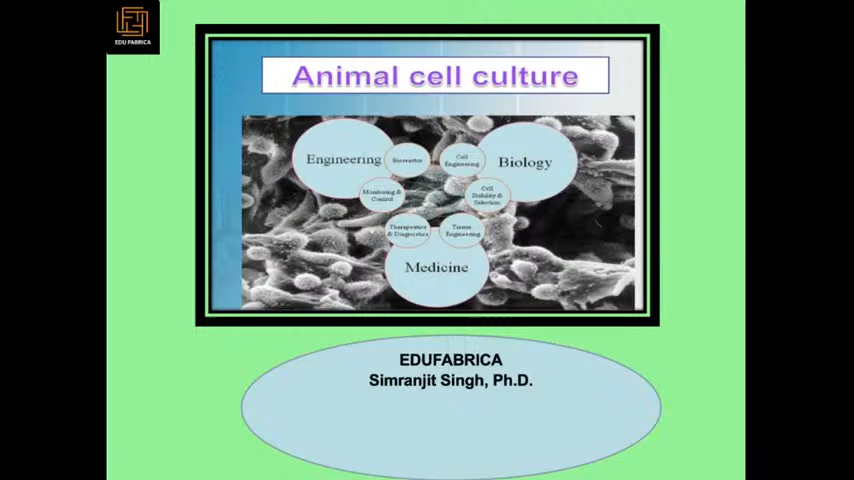 EDU FABRICA
Animal cell culture
Engineering
Bioreactor
Cell
Engineering
Biology
Monitoring &
Control
Cell
Stability &
Selection
Therapeutics
& Diagnostics
Tissue
Engineering
Medicine
EDUFABRICA
Simranjit Singh, Ph.D.